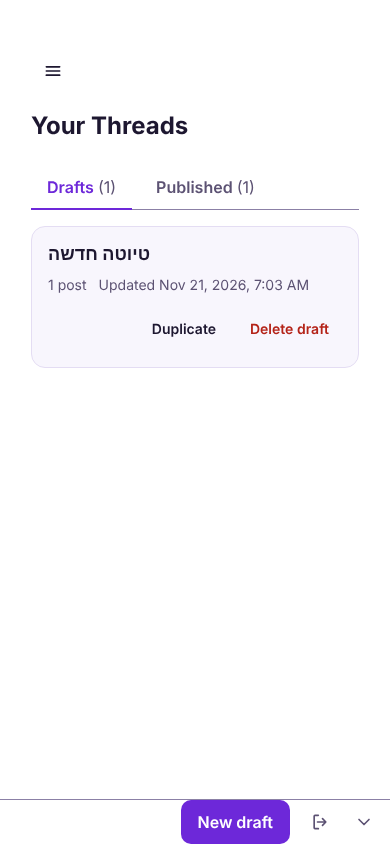 Your Threads
Drafts (1) Published (1)
טיוטה חדשה
1 post Updated Nov 21, 2026, 7:03 AM
Duplicate Delete draft
New draft